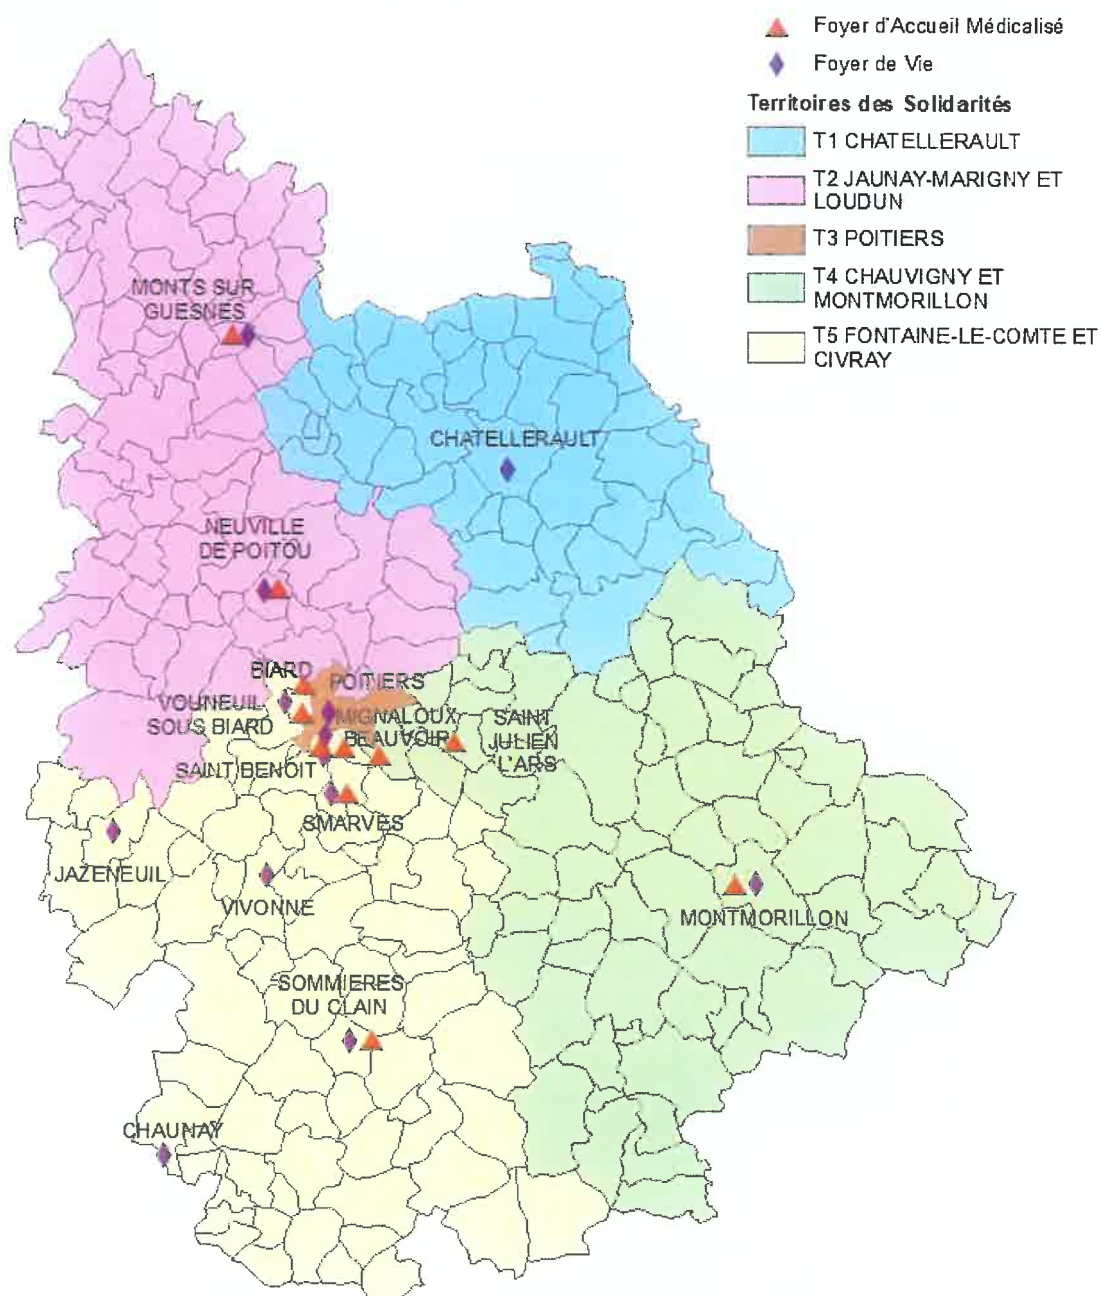 Foyer d'Accueil Médicalisé
Foyer de Vie
Territoires des Solidarités
T1 CHATELLERAULT
T2 JAUNAY-MARIGNY ET
LOUDUN
T3 POITIERS
T4 CHAUVIGNY ET
MONTMORILLON
T5 FONTAINE-LE-COMTE ET
CIVRAY
MONTS SUR
GUESNES
CHATELLERAULT
NEUVILLE
DE POITOU
BIARD
POITIERS
VOUNEUIL
SOUS BIARD
MIGNALOUX
BEAUVOIR
SAINT
JULIEN
L'ARS
SAINT BENOIT
SMARVES
JAZENEUIL
VIVONNE
MONTMORILLON
SOMMIERES
DU CLAIN
CHAUNAY